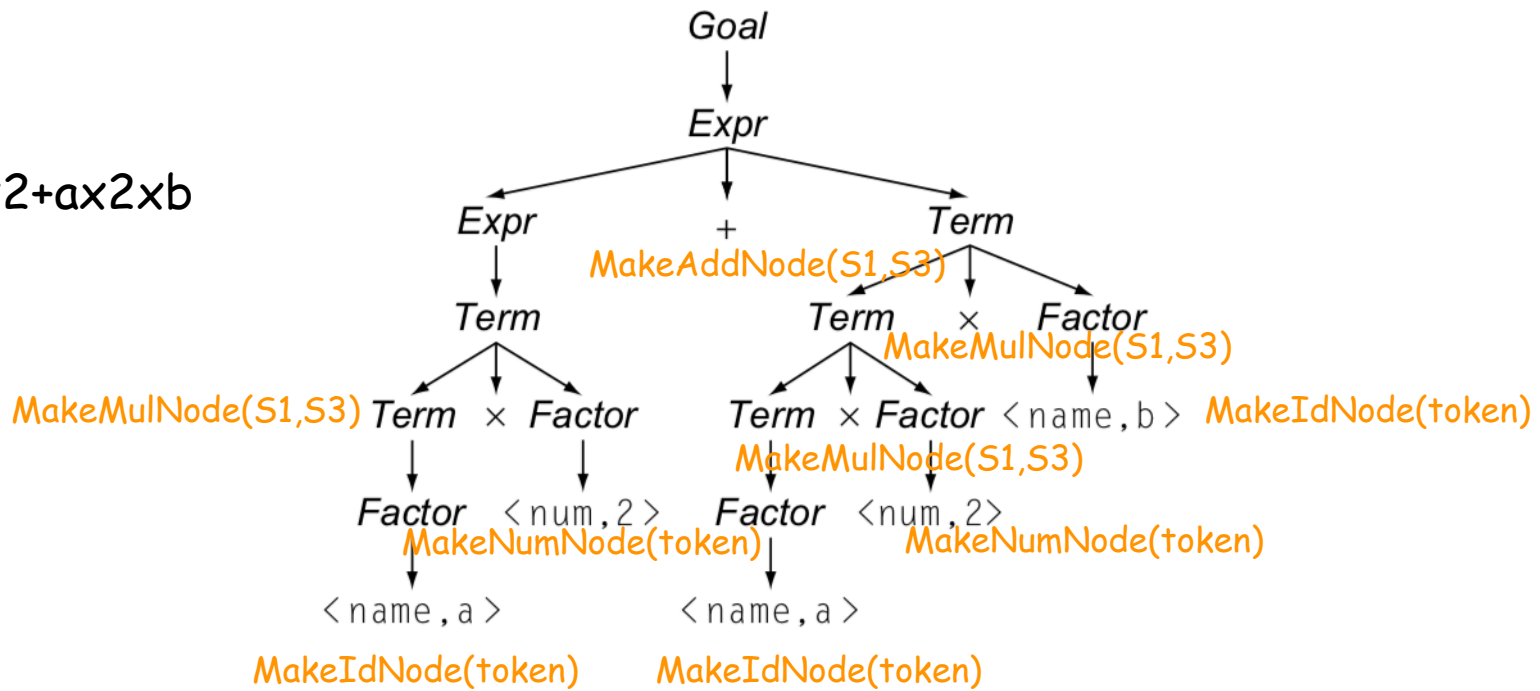 Goal
Expr
2+ax2xb
Expr + Term
MakeAddNode(S1,S3)
Term Term × Factor
MakeMulNode(S1,S3)
MakeMulNode(S1,S3) Term × Factor Term × Factor <name,b> MakeIdNode(token)
MakeMulNode(S1,S3)
Factor <num,2> Factor <num,2>
MakeNumNode(token) MakeNumNode(token)
<name,a> <name,a>
MakeIdNode(token) MakeIdNode(token)